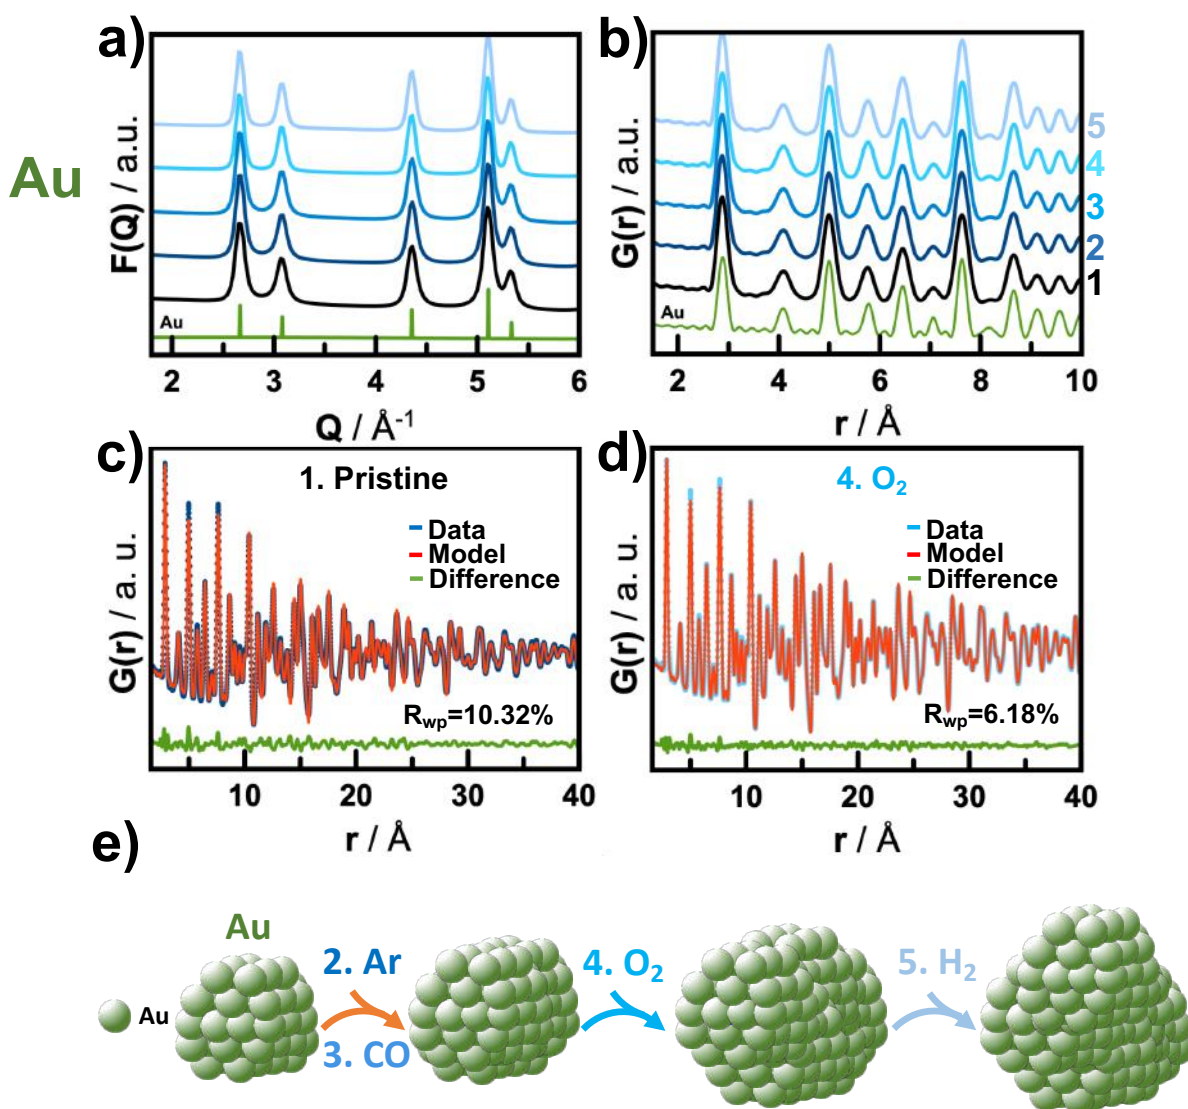 a)
b)
Au
F(Q) / a.u.
Au
2 3 4 5 6
Q / Å⁻¹
G(r) / a.u.
5
4
3
2
1
Au
2 4 6 8 10
r / Å
c)
d)
G(r) / a. u.
1. Pristine
Data
Model
Difference
Rwp=10.32%
10 20 30 40
r / Å
G(r) / a. u.
4. O₂
Data
Model
Difference
Rwp=6.18%
10 20 30 40
r / Å
e)
Au
Au
2. Ar
3. CO
4. O₂
5. H₂